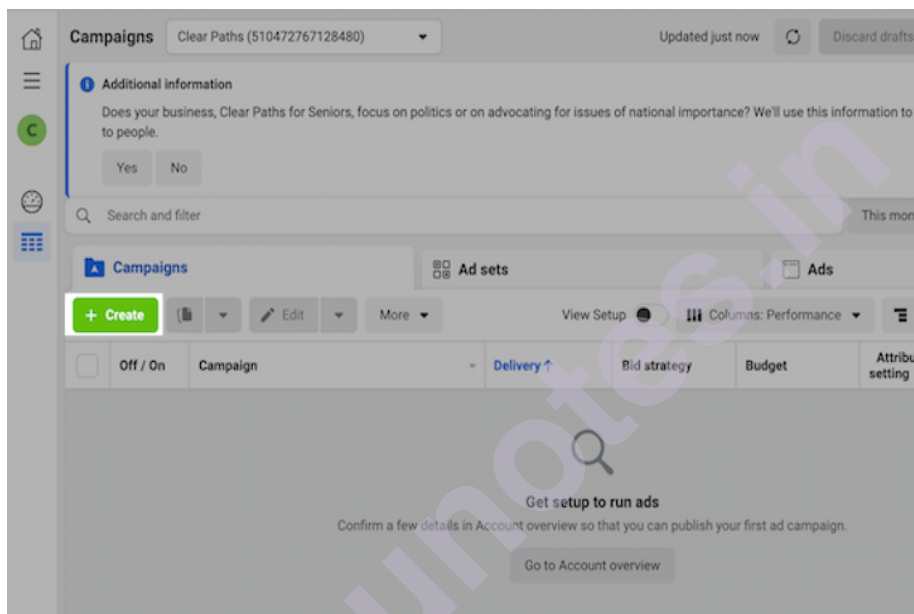 Campaigns
Clear Paths (510472767128480)
Updated just now
Discard drafts
Additional information
Does your business, Clear Paths for Seniors, focus on politics or on advocating for issues of national importance? We'll use this information to
to people.
Yes
No
C
Search and filter
This mon
Campaigns
Ad sets
Ads
+ Create
Edit
More
View Setup
Columns: Performance
Off / On
Campaign
Delivery ↑
Bid strategy
Budget
Attribu
setting
Get setup to run ads
Confirm a few details in Account overview so that you can publish your first ad campaign.
Go to Account overview
unotes.in